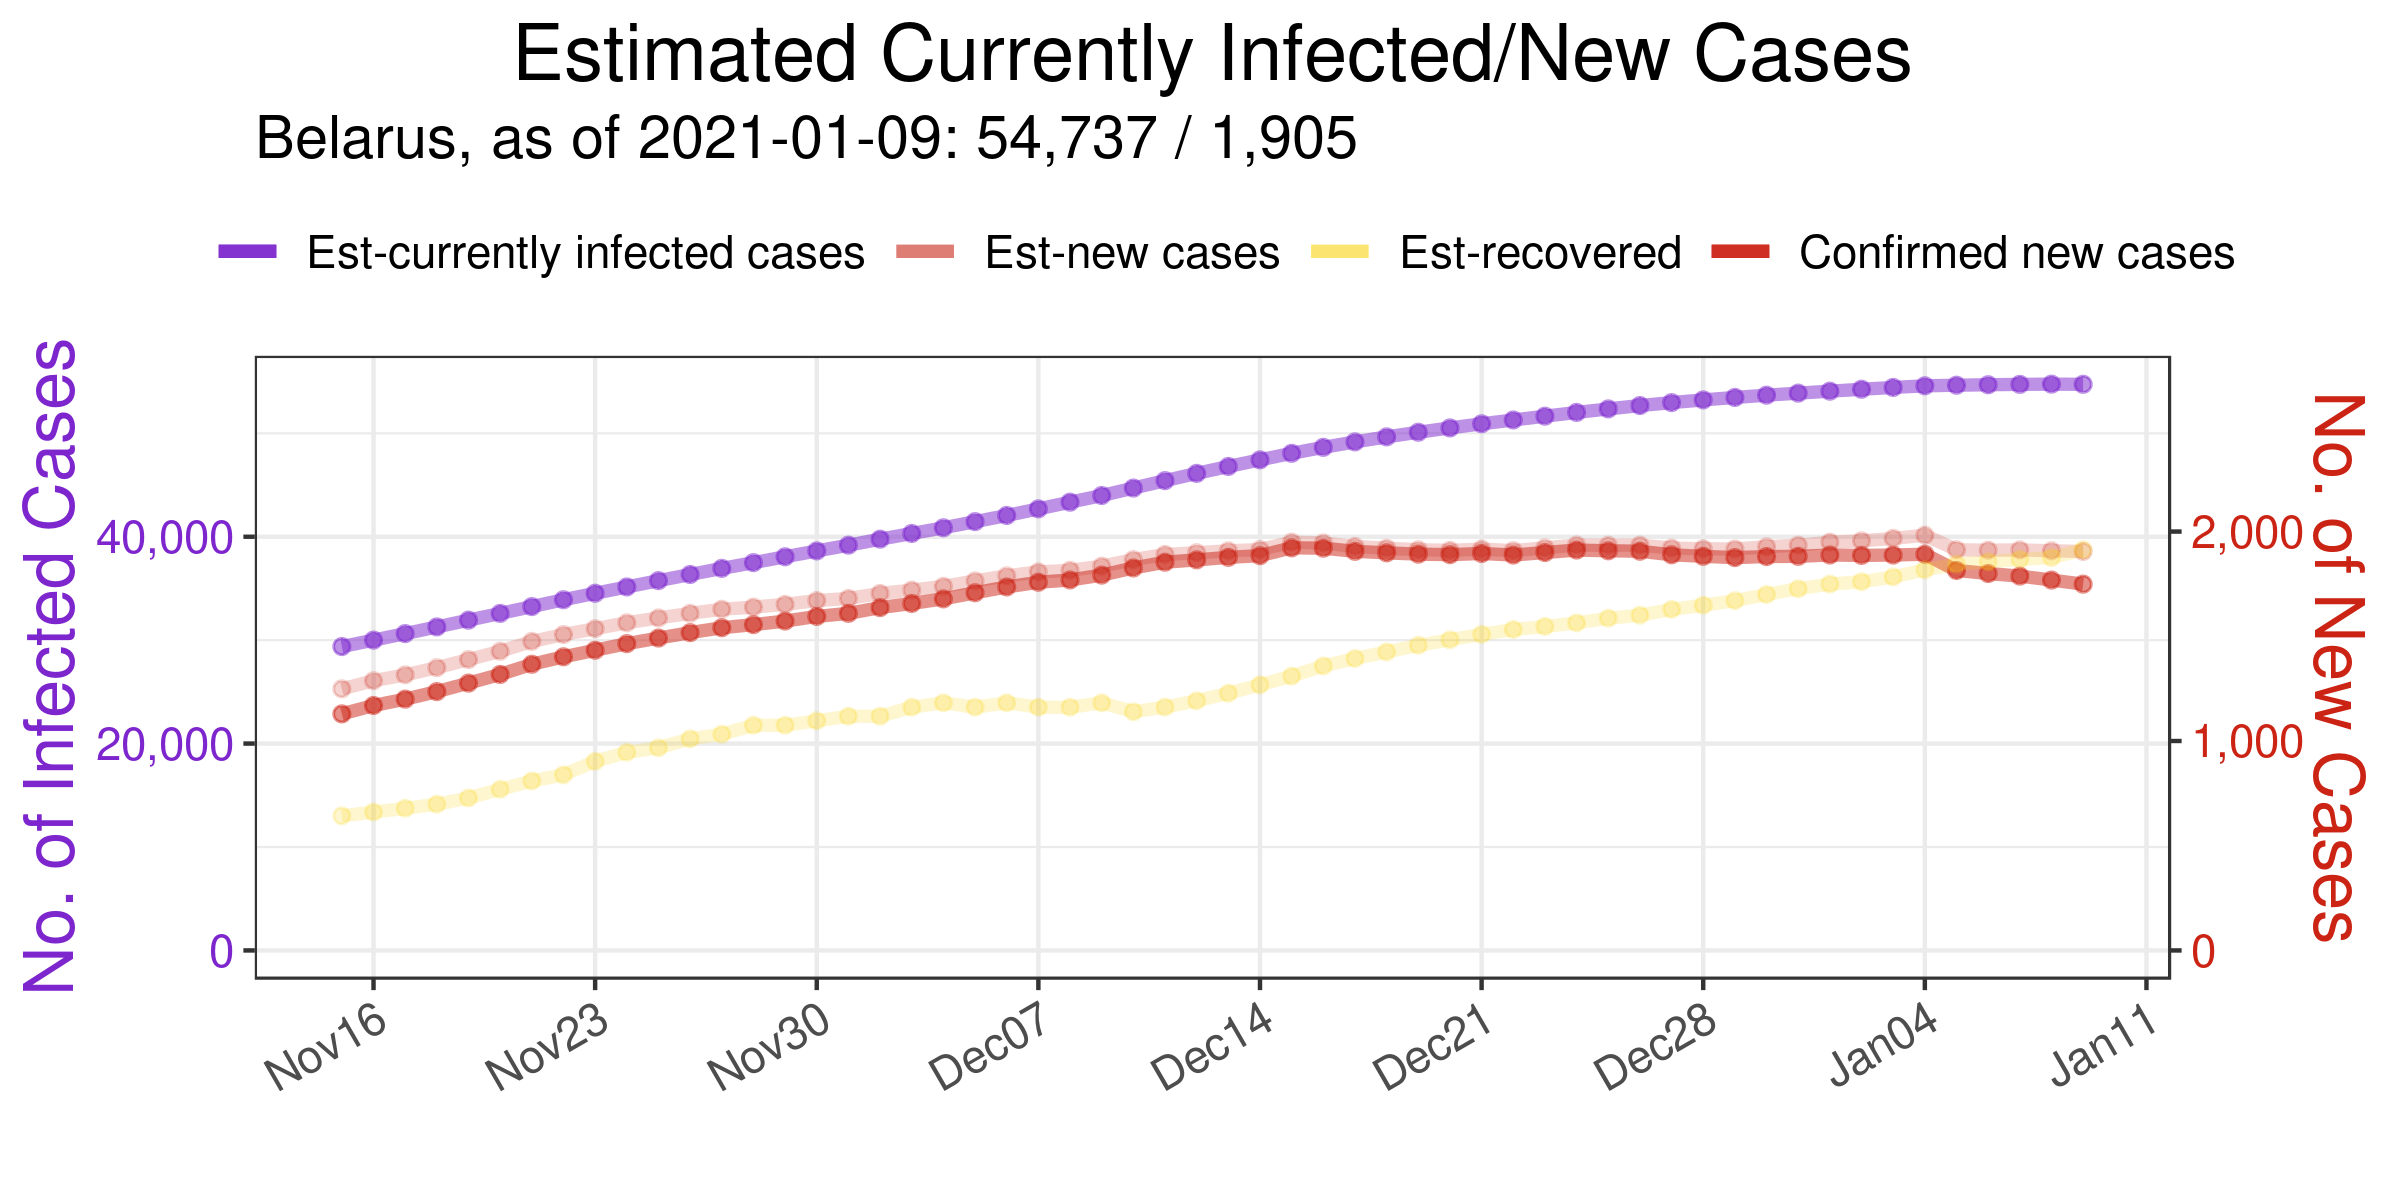 Estimated Currently Infected/New Cases
Belarus, as of 2021-01-09: 54,737 / 1,905
Est-currently infected cases Est-new cases Est-recovered Confirmed new cases
No. of Infected Cases
40,000
20,000
0
2,000
1,000
0
No. of New Cases
Nov16 Nov23 Nov30 Dec07 Dec14 Dec21 Dec28 Jan04 Jan11